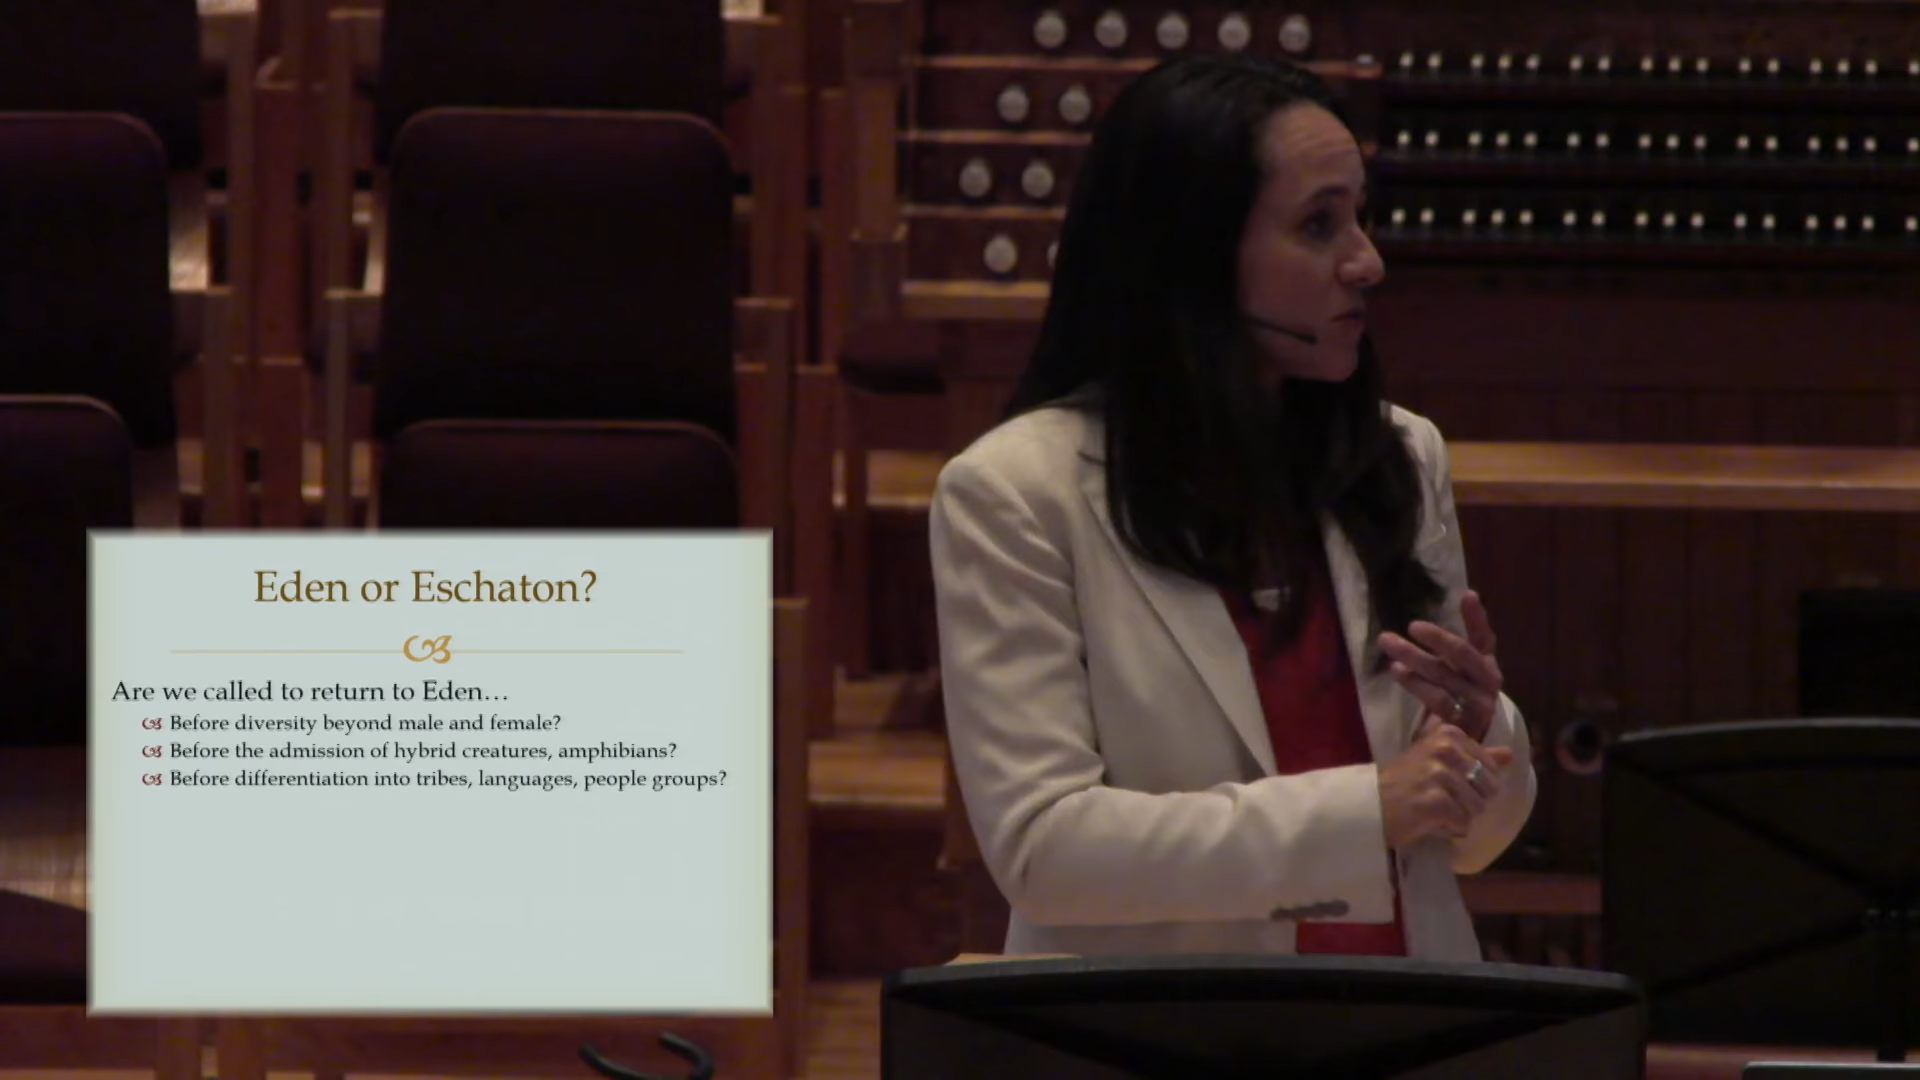 Eden or Eschaton?
Are we called to return to Eden…
Before diversity beyond male and female?
Before the admission of hybrid creatures, amphibians?
Before differentiation into tribes, languages, people groups?